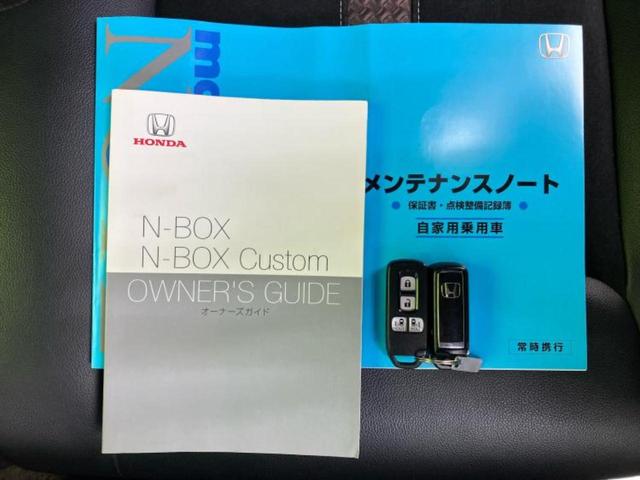 HONDA
N-BOX
N-BOX Custom
OWNER'S GUIDE
オーナーズガイド
メンテナンスノート
保証書・点検整備記録簿
自家用乗用車
常時携行